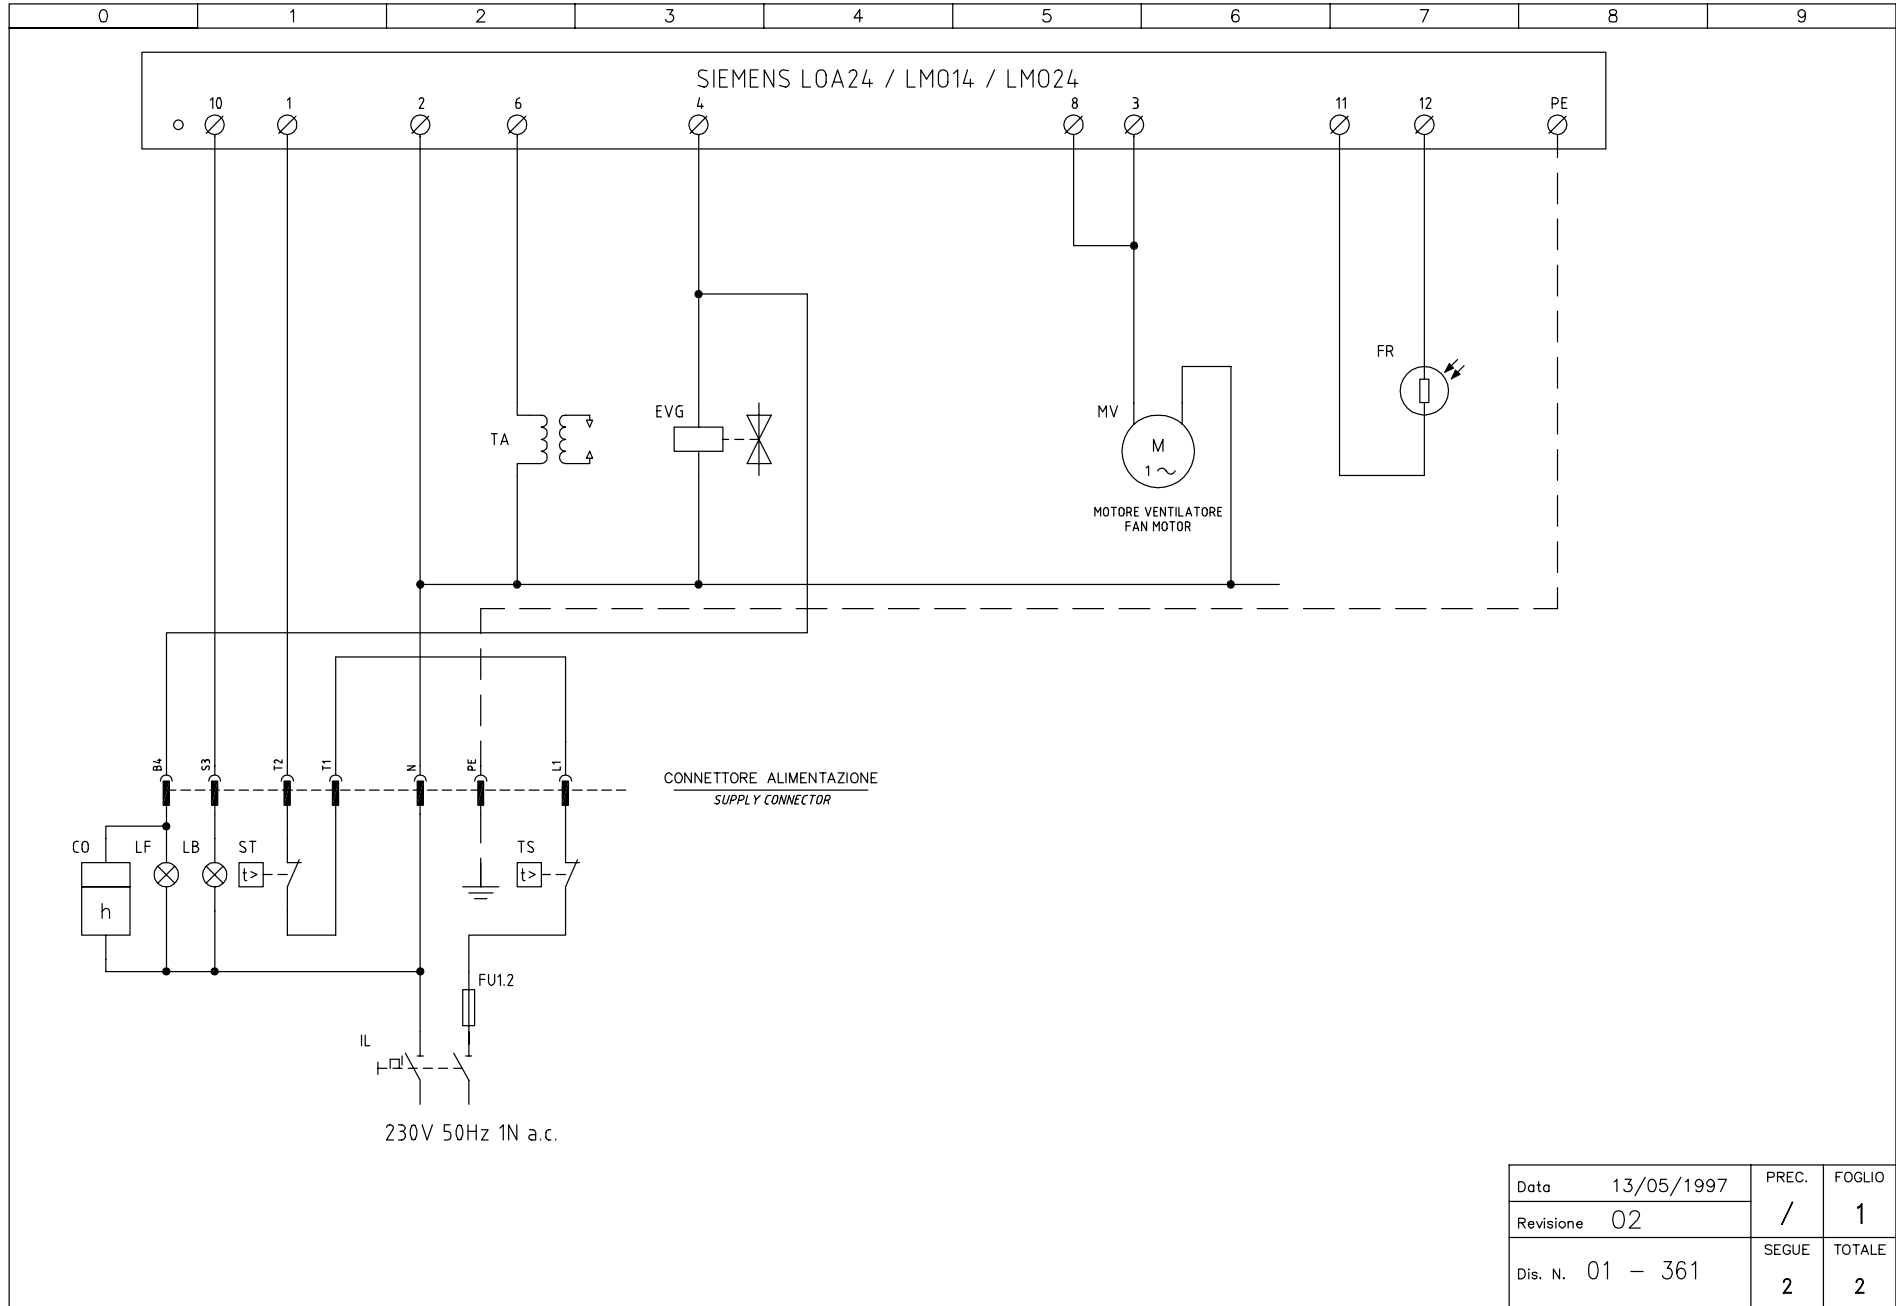 0 1 2 3 4 5 6 7 8 9
SIEMENS LOA24 / LMO14 / LMO24
10 1 2 6 4 8 3 11 12 PE
FR
EVG
MV
TA
M
1~
MOTORE VENTILATORE
FAN MOTOR
B4 S3 T2 T1 N PE L1
CONNETTORE ALIMENTAZIONE
SUPPLY CONNECTOR
CO LF LB ST TS
t> t>
h
FU1.2
IL
230V 50Hz 1N a.c.
Data 13/05/1997 PREC. FOGLIO
Revisione 02 / 1
SEGUE TOTALE
Dis. N. 01 - 361 2 2